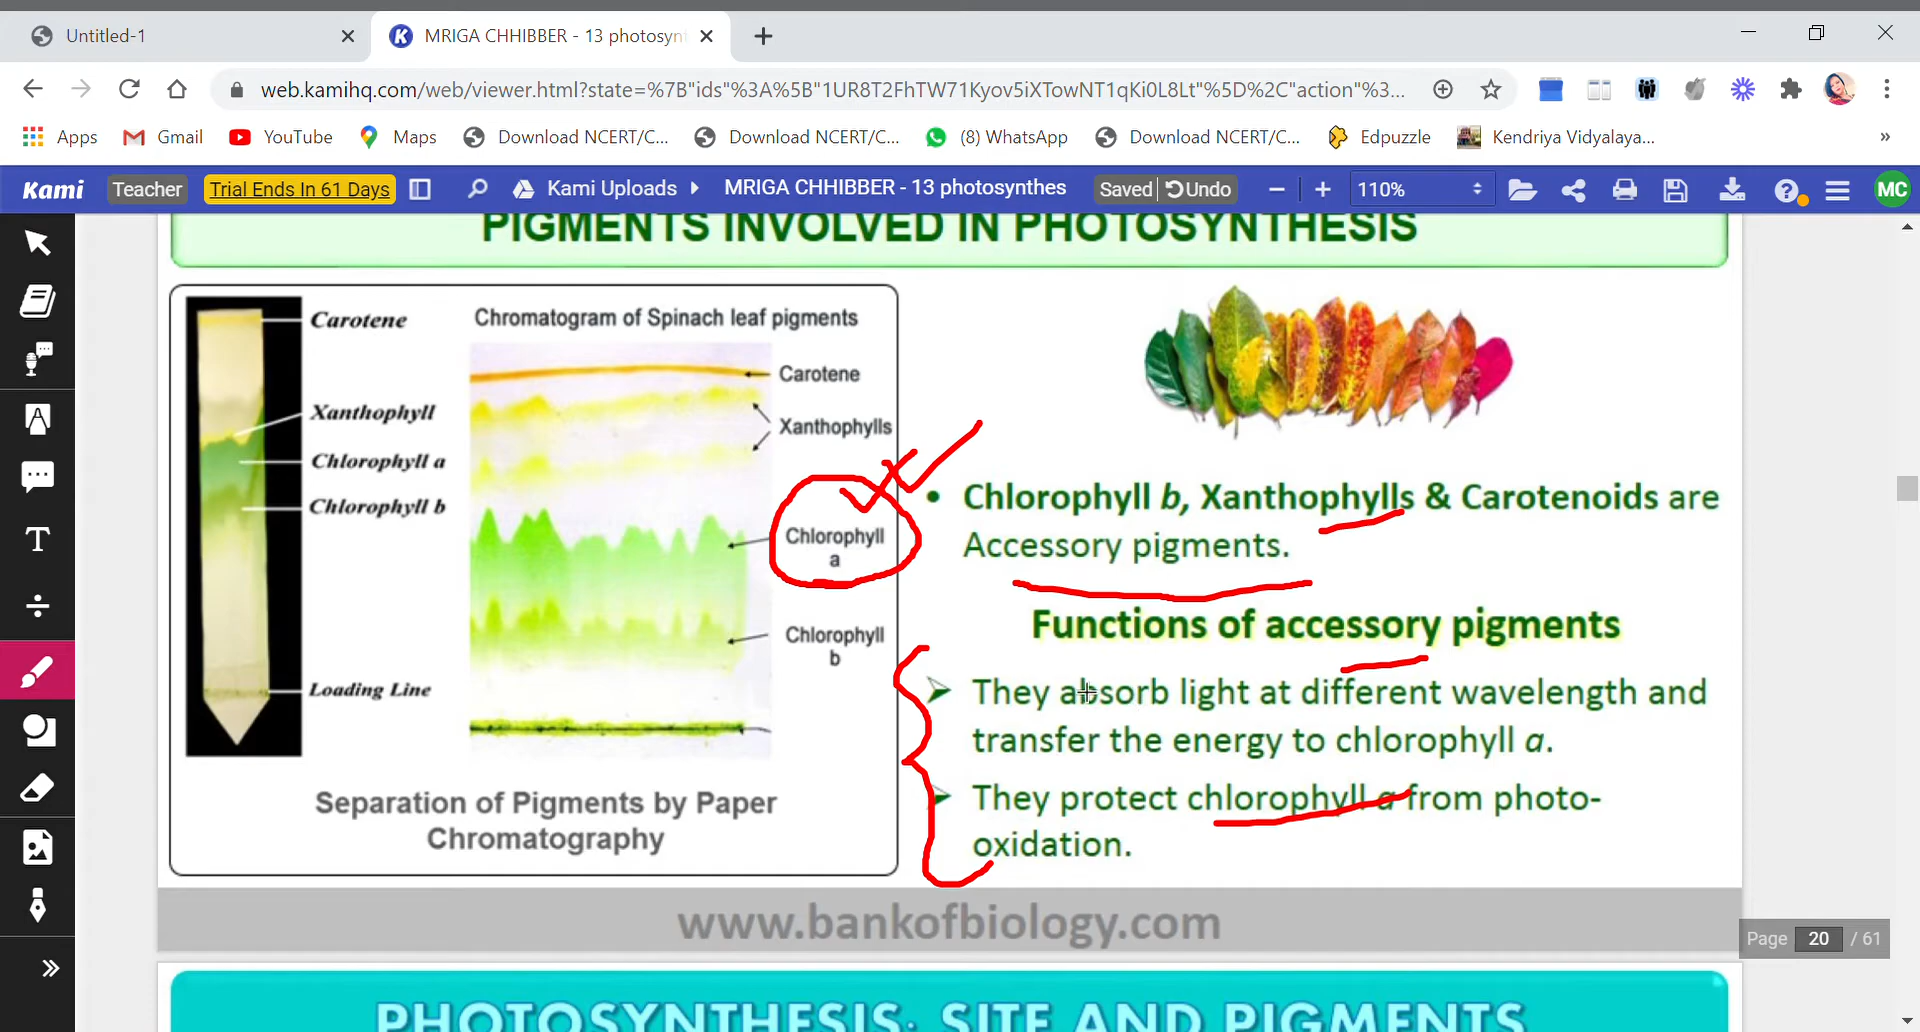 Untitled-1
MRIGA CHHIBBER - 13 photosyn
web.kamihq.com/web/viewer.html?state=%7B"ids"%3A%5B"1UR8T2FhTW71Kyov5iXTowNT1qKi0L8Lt"%5D%2C"action"%3...
Apps
Gmail
YouTube
Maps
Download NCERT/C...
Download NCERT/C...
(8) WhatsApp
Download NCERT/C...
Edpuzzle
Kendriya Vidyalaya...
»
Kami
Teacher
Trial Ends In 61 Days
Kami Uploads
MRIGA CHHIBBER - 13 photosynthes
Saved
Undo
110%
MC
PIGMENTS INVOLVED IN PHOTOSYNTHESIS
Carotene
Xanthophyll
Chlorophyll a
Chlorophyll b
Loading Line
Chromatogram of Spinach leaf pigments
Carotene
Xanthophylls
Chlorophyll
a
Chlorophyll
b
Separation of Pigments by Paper
Chromatography
• Chlorophyll b, Xanthophylls & Carotenoids are
Accessory pigments.
Functions of accessory pigments
They absorb light at different wavelength and
transfer the energy to chlorophyll a.
They protect chlorophyll a from photo-
oxidation.
www.bankofbiology.com
Page 20 / 61
PHOTOSYNTHESIS: SITE AND PIGMENTS